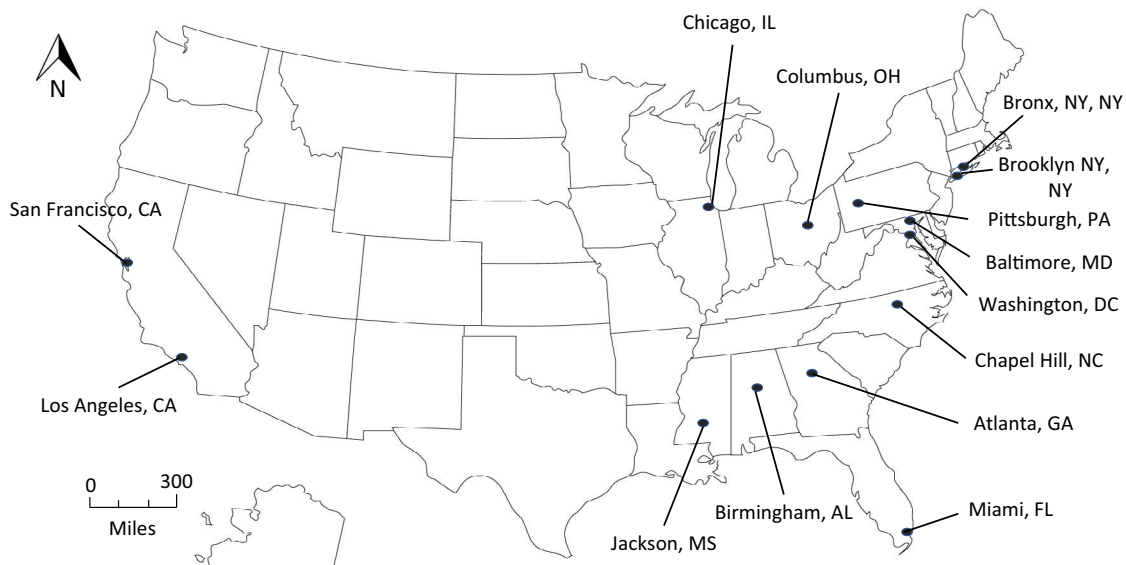 Chicago, IL
Columbus, OH
N
Bronx, NY, NY
Brooklyn NY,
NY
San Francisco, CA
Pittsburgh, PA
Baltimore, MD
Washington, DC
Chapel Hill, NC
Los Angeles, CA
Atlanta, GA
0 300
Miles
Birmingham, AL
Miami, FL
Jackson, MS